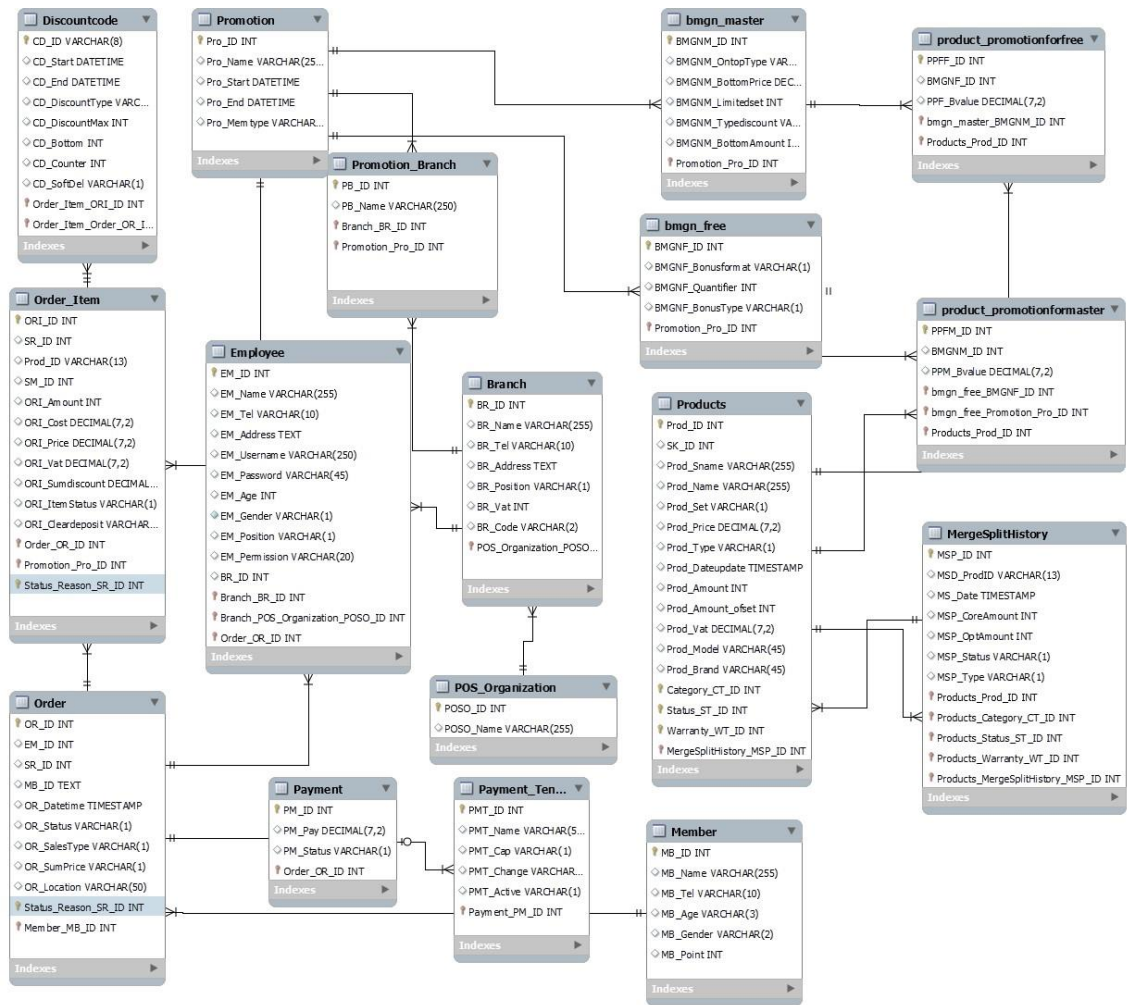 Discountcode
CD_ID VARCHAR(8)
CD_Start DATETIME
CD_End DATETIME
CD_DiscountType VARC...
CD_DiscountMax INT
CD_Bottom INT
CD_Counter INT
CD_SoftDel VARCHAR(1)
Order_Item_ORI_ID INT
Order_Item_Order_OR_I...
Indexes
Promotion
Pro_ID INT
Pro_Name VARCHAR(25...
Pro_Start DATETIME
Pro_End DATETIME
Pro_Memtype VARCHAR...
Indexes
Promotion_Branch
PB_ID INT
PB_Name VARCHAR(250)
Branch_BR_ID INT
Promotion_Pro_ID INT
Indexes
bmgn_master
BMGNM_ID INT
BMGNM_OntopType VAR...
BMGNM_BottomPrice DEC...
BMGNM_Limitedset INT
BMGNM_Typediscount VA...
BMGNM_BottomAmount I...
Promotion_Pro_ID INT
Indexes
product_promotionforfree
PPFF_ID INT
BMGNF_ID INT
PPF_Bvalue DECIMAL(7,2)
bmgn_master_BMGNM_ID INT
Products_Prod_ID INT
Indexes
bmgn_free
BMGNF_ID INT
BMGNF_Bonusformat VARCHAR(1)
BMGNF_Quantifier INT
BMGNF_BonusType VARCHAR(1)
Promotion_Pro_ID INT
Indexes
product_promotionformaster
PPFM_ID INT
BMGNM_ID INT
PPM_Bvalue DECIMAL(7,2)
bmgn_free_BMGNF_ID INT
bmgn_free_Promotion_Pro_ID INT
Products_Prod_ID INT
Indexes
Order_Item
ORI_ID INT
SR_ID INT
Prod_ID VARCHAR(13)
SM_ID INT
ORI_Amount INT
ORI_Cost DECIMAL(7,2)
ORI_Price DECIMAL(7,2)
ORI_Vat DECIMAL(7,2)
ORI_Sumdiscount DECIMAL...
ORI_ItemStatus VARCHAR(1)
ORI_Cleardeposit VARCHAR...
Order_OR_ID INT
Promotion_Pro_ID INT
Status_Reason_SR_ID INT
Indexes
Employee
EM_ID INT
EM_Name VARCHAR(255)
EM_Tel VARCHAR(10)
EM_Address TEXT
EM_Username VARCHAR(250)
EM_Password VARCHAR(45)
EM_Age INT
EM_Gender VARCHAR(1)
EM_Position VARCHAR(1)
EM_Permission VARCHAR(20)
BR_ID INT
Branch_BR_ID INT
Branch_POS_Organization_POSO_ID INT
Order_OR_ID INT
Indexes
Branch
BR_ID INT
BR_Name VARCHAR(255)
BR_Tel VARCHAR(10)
BR_Address TEXT
BR_Position VARCHAR(1)
BR_Vat INT
BR_Code VARCHAR(2)
POS_Organization_POSO...
Indexes
Products
Prod_ID INT
SK_ID INT
Prod_Sname VARCHAR(255)
Prod_Name VARCHAR(255)
Prod_Set VARCHAR(1)
Prod_Price DECIMAL(7,2)
Prod_Type VARCHAR(1)
Prod_Dateupdate TIMESTAMP
Prod_Amount INT
Prod_Amount_ofset INT
Prod_Vat DECIMAL(7,2)
Prod_Model VARCHAR(45)
Prod_Brand VARCHAR(45)
Category_CT_ID INT
Status_ST_ID INT
Warranty_WT_ID INT
MergeSplitHistory_MSP_ID INT
Indexes
MergeSplitHistory
MSP_ID INT
MSD_ProdID VARCHAR(13)
MS_Date TIMESTAMP
MSP_CoreAmount INT
MSP_OptAmount INT
MSP_Status VARCHAR(1)
MSP_Type VARCHAR(1)
Products_Prod_ID INT
Products_Category_CT_ID INT
Products_Status_ST_ID INT
Products_Warranty_WT_ID INT
Products_MergeSplitHistory_MSP_ID INT
Indexes
POS_Organization
POSO_ID INT
POSO_Name VARCHAR(255)
Indexes
Order
OR_ID INT
EM_ID INT
SR_ID INT
MB_ID TEXT
OR_Datetime TIMESTAMP
OR_Status VARCHAR(1)
OR_SalesType VARCHAR(1)
OR_SumPrice VARCHAR(1)
OR_Location VARCHAR(50)
Status_Reason_SR_ID INT
Member_MB_ID INT
Indexes
Payment
PM_ID INT
PM_Pay DECIMAL(7,2)
PM_Status VARCHAR(1)
Order_OR_ID INT
Indexes
Payment_Ten...
PMT_ID INT
PMT_Name VARCHAR(5...
PMT_Cap VARCHAR(1)
PMT_Change VARCHAR...
PMT_Active VARCHAR(1)
Payment_PM_ID INT
Indexes
Member
MB_ID INT
MB_Name VARCHAR(255)
MB_Tel VARCHAR(10)
MB_Age VARCHAR(3)
MB_Gender VARCHAR(2)
MB_Point INT
Indexes